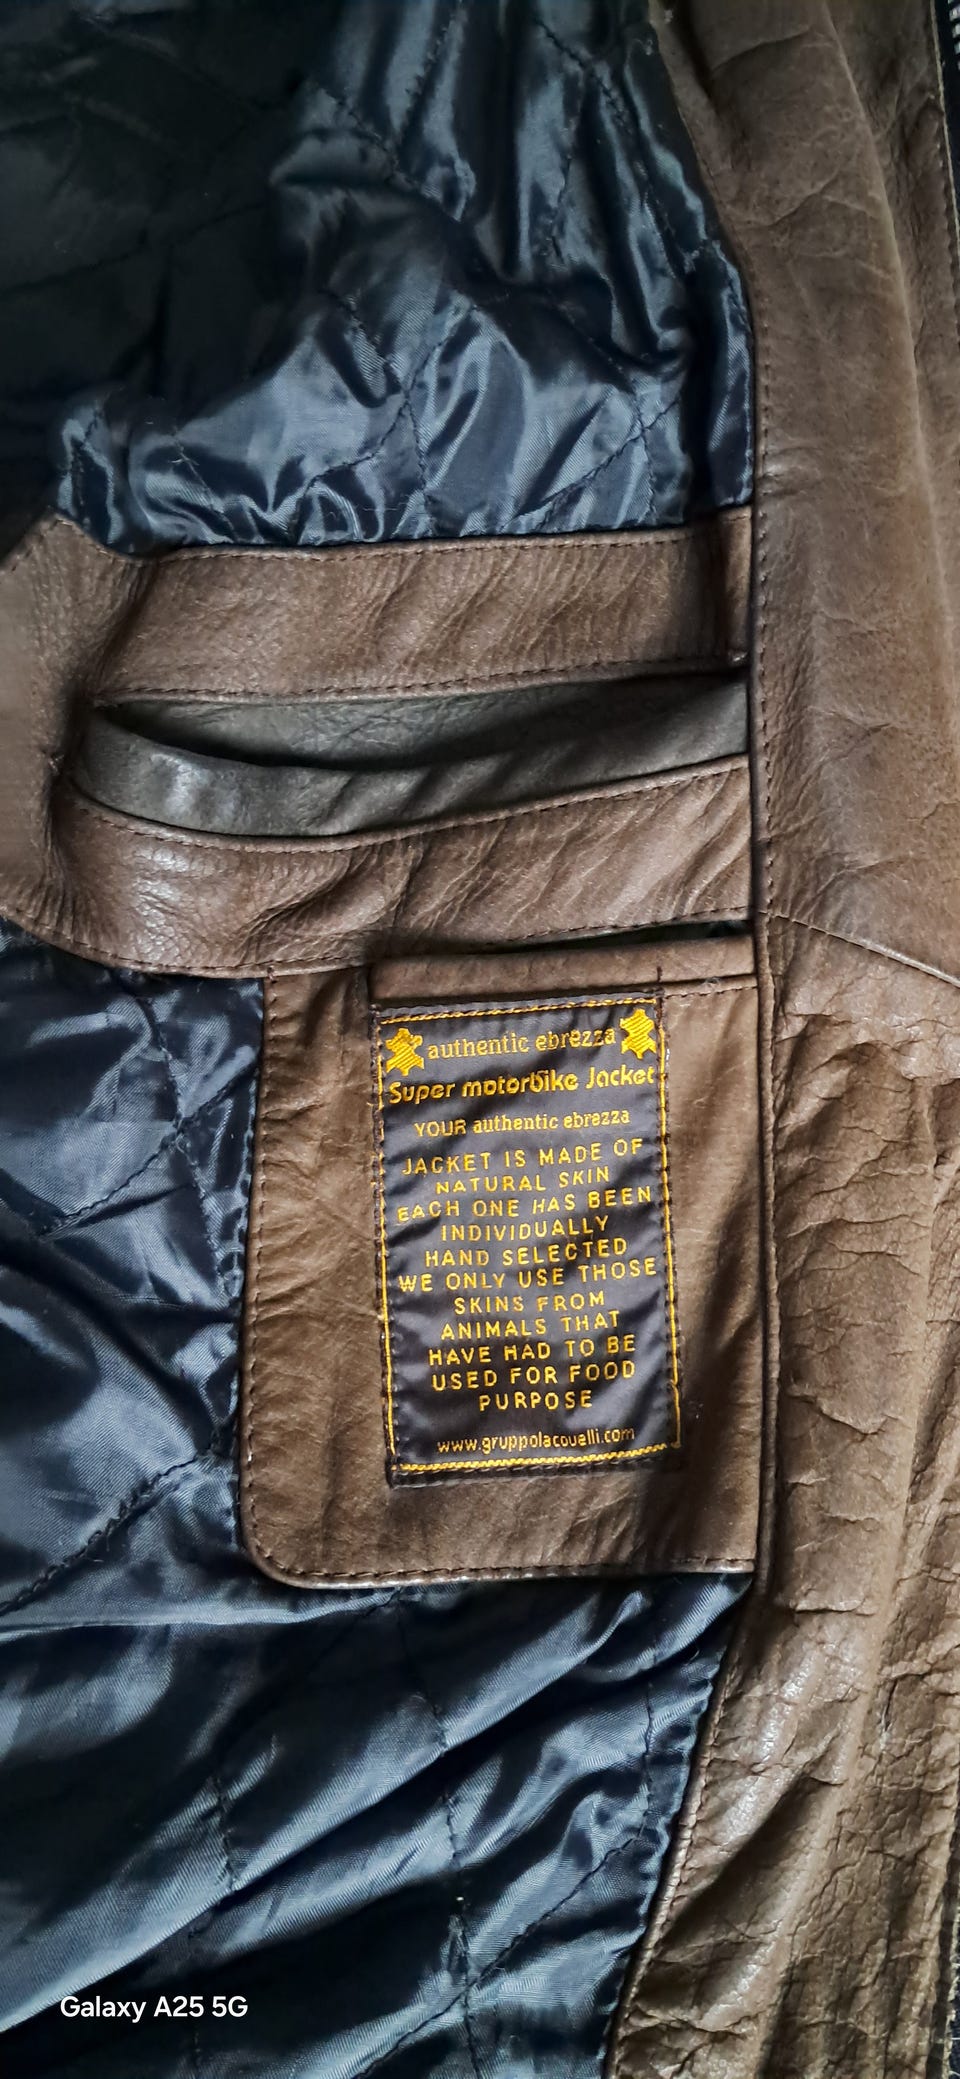 authentic ebrezza
Super motorbike Jacket
YOUR authentic ebrezza
JACKET IS MADE OF
NATURAL SKIN
EACH ONE HAS BEEN
INDIVIDUALLY
HAND SELECTED
WE ONLY USE THOSE
SKINS FROM
ANIMALS THAT
HAVE HAD TO BE
USED FOR FOOD
PURPOSE
www.gruppolacovelli.com
Galaxy A25 5G